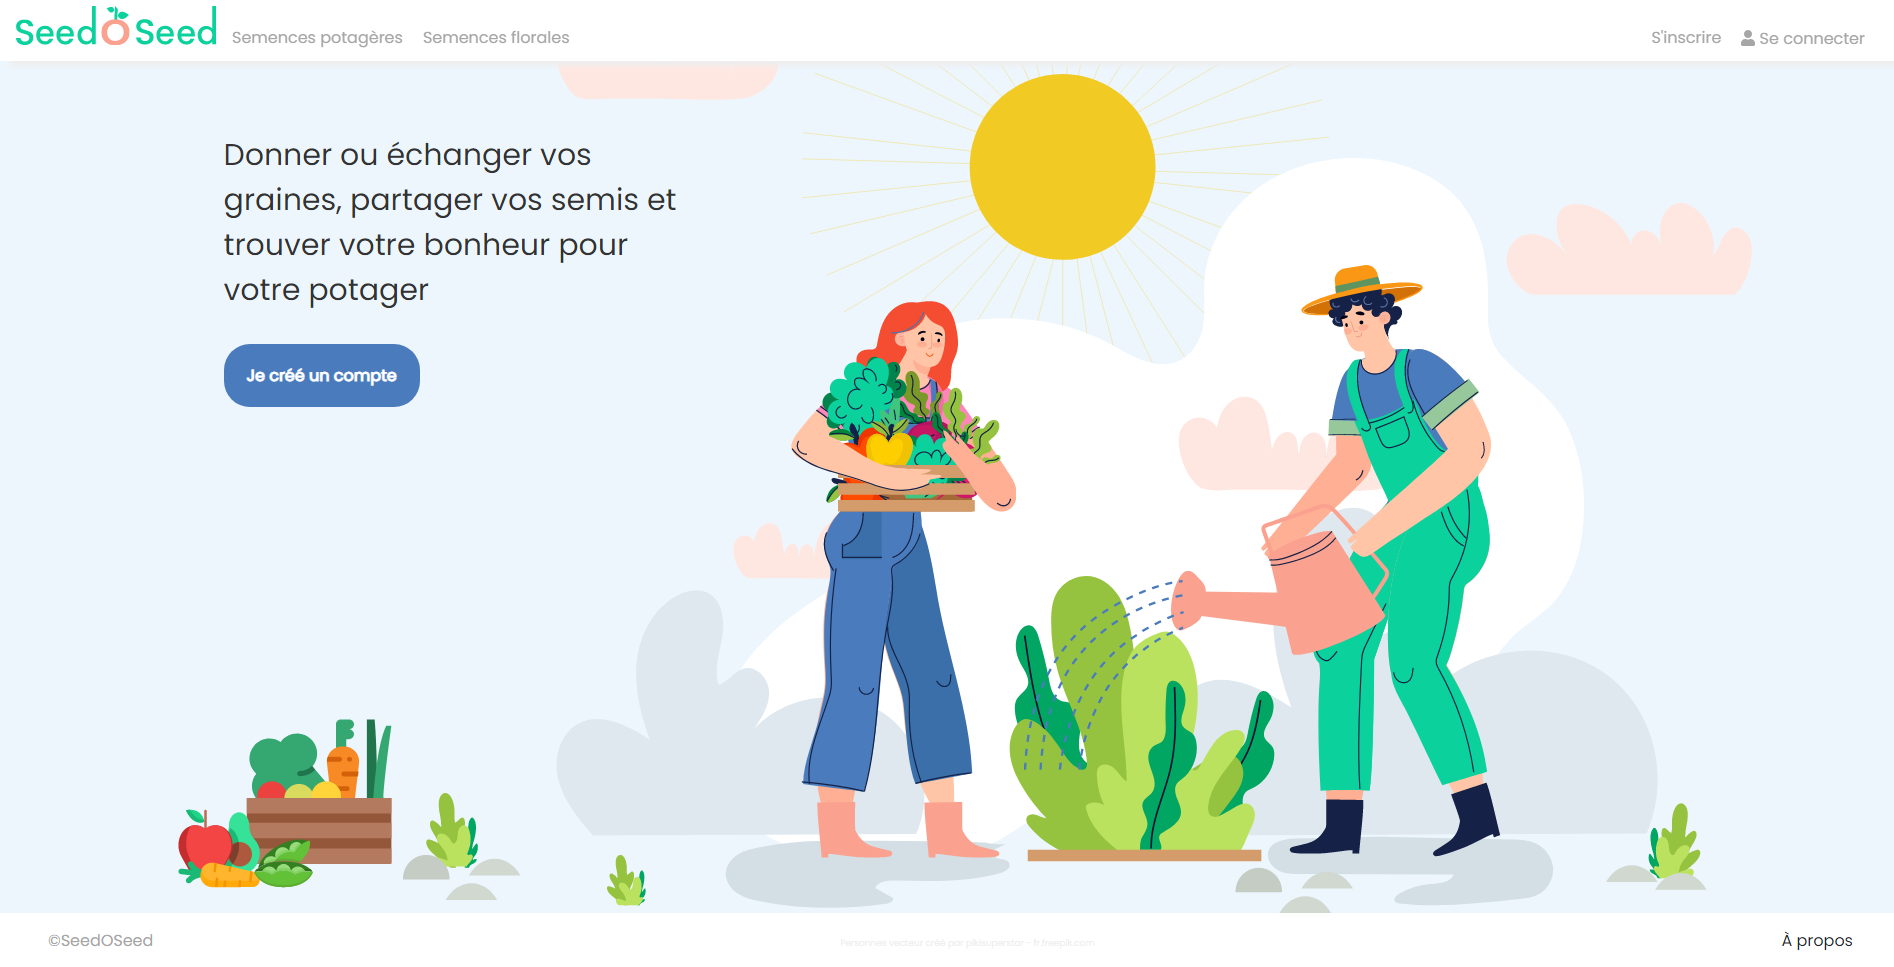 SeedOSeed Semences potagères Semences florales S'inscrire Se connecter
Donner ou échanger vos
graines, partager vos semis et
trouver votre bonheur pour
votre potager
Je créé un compte
©SeedOSeed Personnes vecteur créé par pikisuperstar - fr.freepik.com À propos